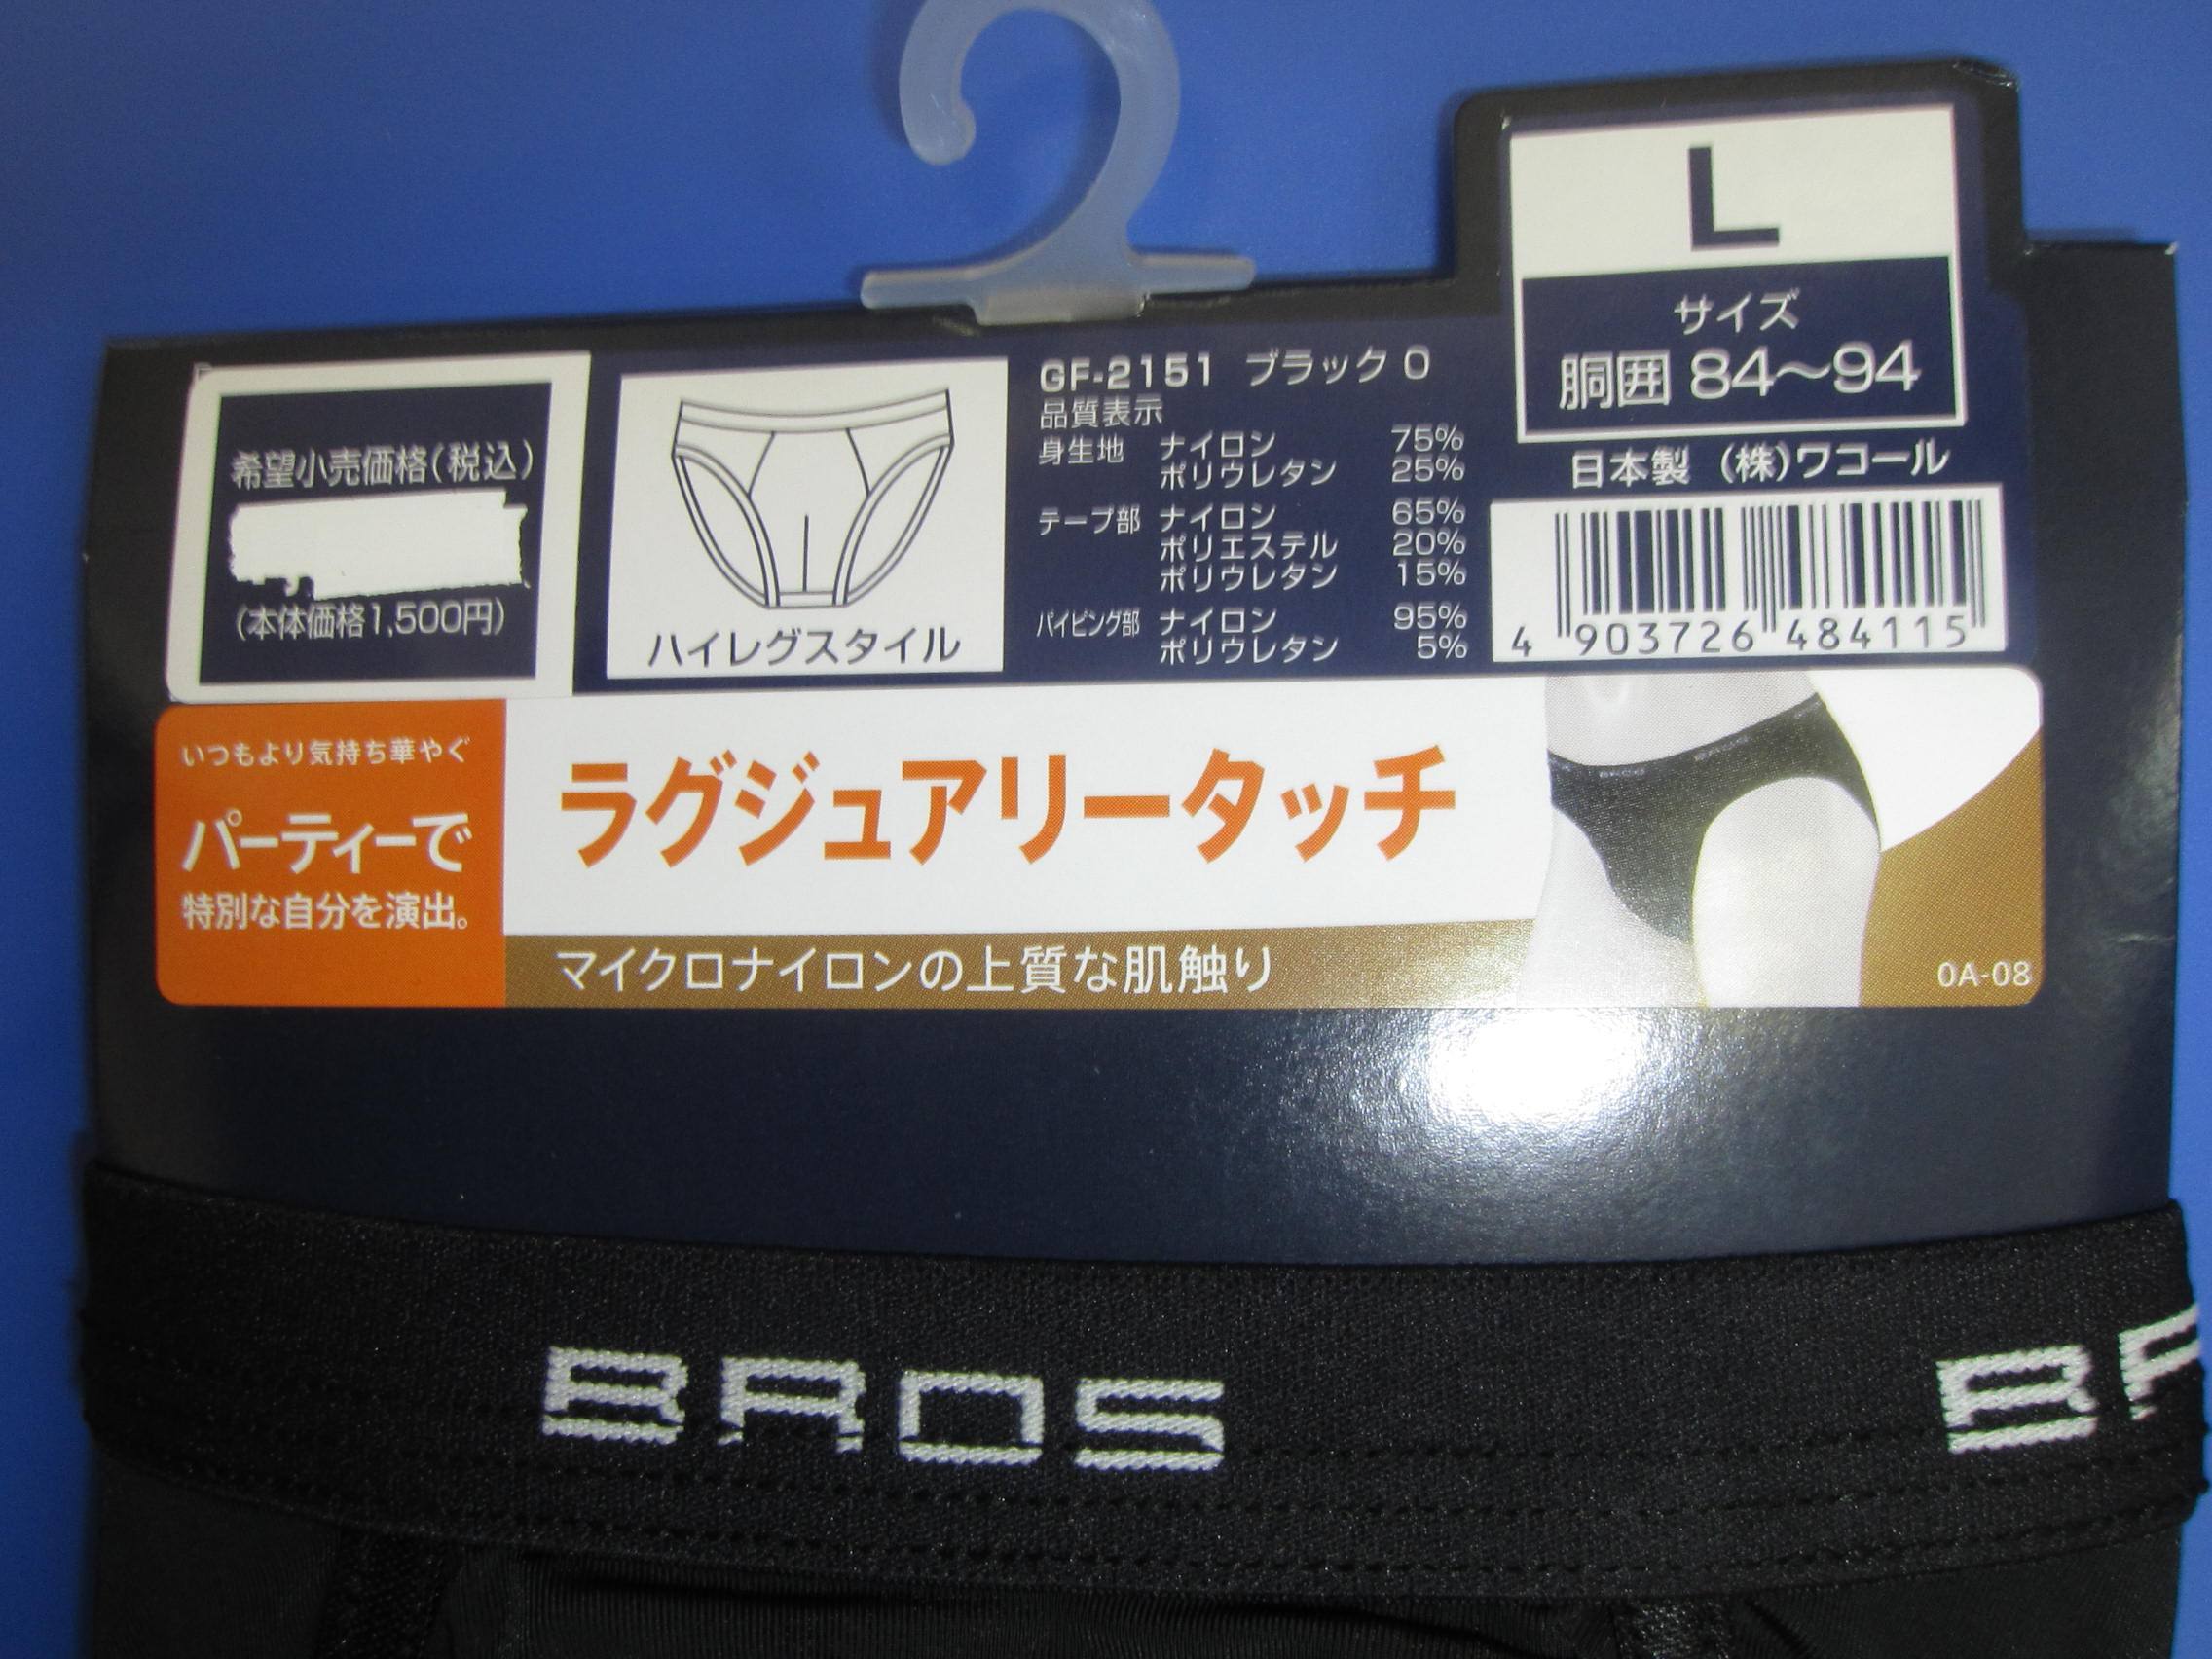 L
サイズ
胴囲 84〜94
日本製 (株)ワコール
4 903726 484115
希望小売価格(税込)
(本体価格1,500円)
ハイレグスタイル
GF-2151 ブラック 0
品質表示
身生地 ナイロン 75%
ポリウレタン 25%
テープ部 ナイロン 65%
ポリエステル 20%
ポリウレタン 15%
パイピング部 ナイロン 95%
ポリウレタン 5%
いつもより気持ち華やぐ
パーティーで
特別な自分を演出。
ラグジュアリータッチ
マイクロナイロンの上質な肌触り
0A-08
BROS
BR